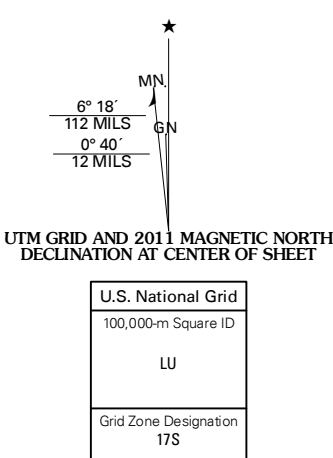 ★
MN.
6° 18´
112 MILS
GN
0° 40´
12 MILS
UTM GRID AND 2011 MAGNETIC NORTH
DECLINATION AT CENTER OF SHEET
U.S. National Grid
100,000-m Square ID
LU
Grid Zone Designation
17S